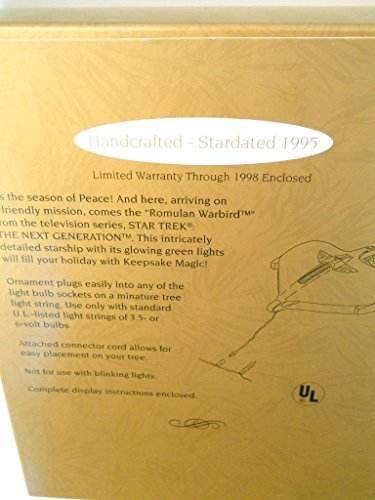 Handcrafted - Stardated 1995
Limited Warranty Through 1998 Enclosed
s the season of Peace! And here, arriving on
friendly mission, comes the "Romulan Warbird™"
from the television series, STAR TREK®:
THE NEXT GENERATION™. This intricately
detailed starship with its glowing green lights
will fill your holiday with Keepsake Magic!
Ornament plugs easily into any of the
light bulb sockets on a minature tree
light string. Use only with standard
U.L.-listed light strings of 3.5- or
6-volt bulbs.
Attached connector cord allows for
easy placement on your tree.
Not for use with blinking lights.
Complete display instructions enclosed.
UL